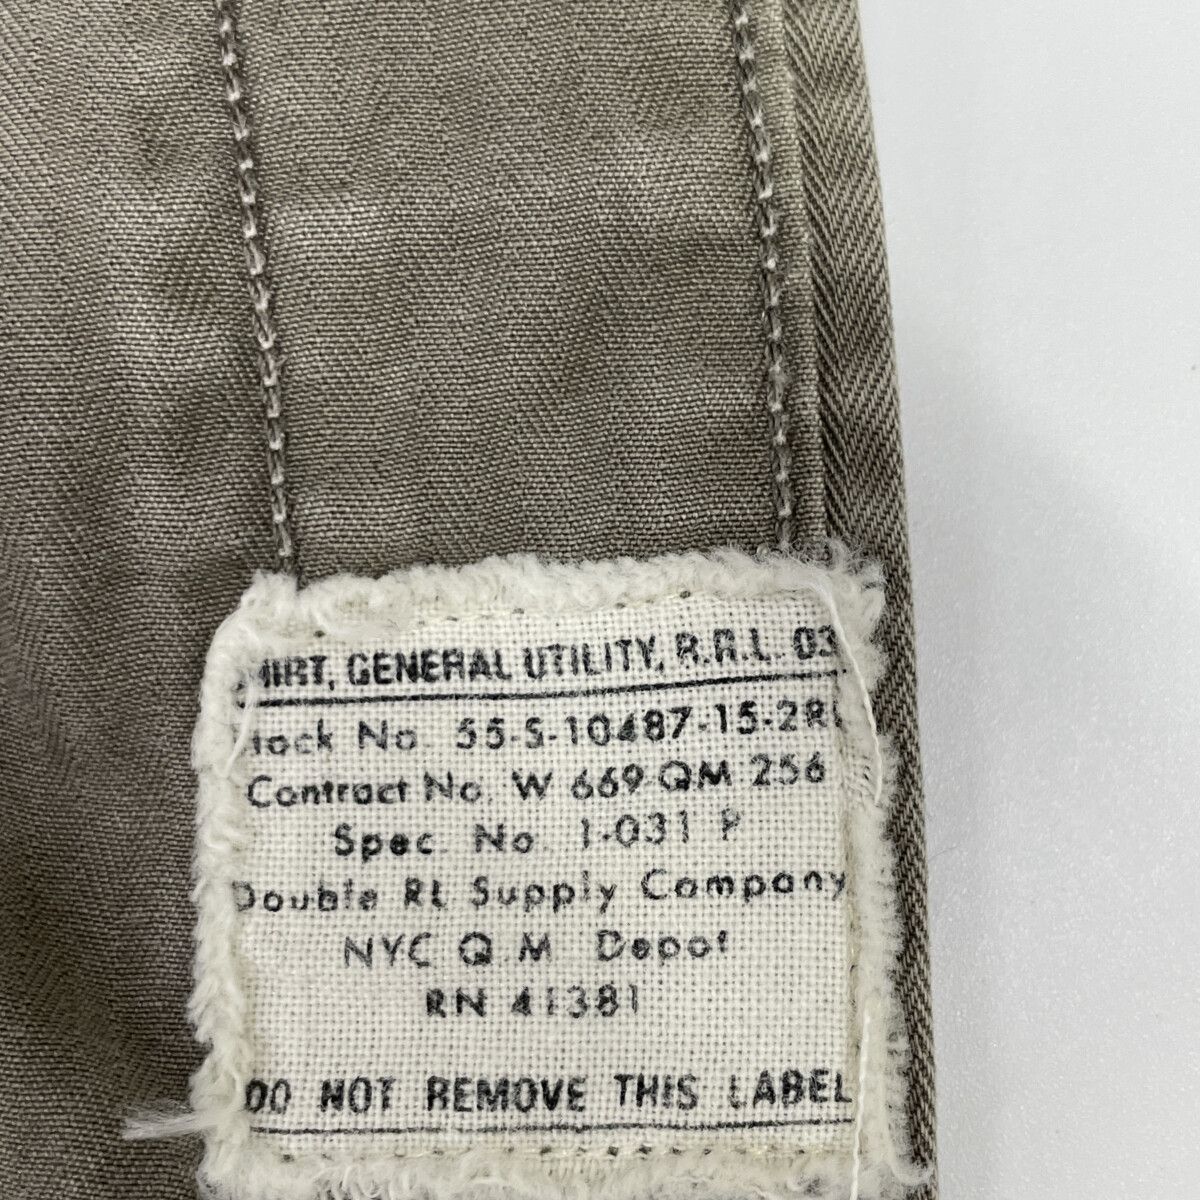 SHIRT, GENERAL UTILITY, R.R.L. 03
Stock No. 55-S-10487-15-2RL
Contract No. W 669-QM 256
Spec. No. 1-031 P
Double RL Supply Company
NYC Q M Depot
RN 41381
DO NOT REMOVE THIS LABEL